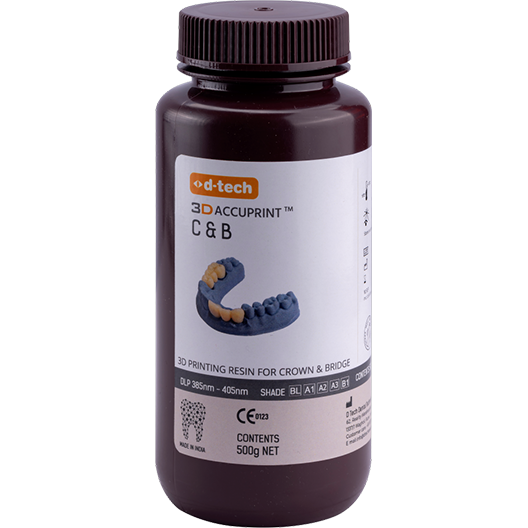 d-tech
3D ACCUPRINT™
C & B
3D PRINTING RESIN FOR CROWN & BRIDGE
DLP 385nm - 405nm SHADE BL A1 A2 A3 B1
CE 0123
MADE IN INDIA
CONTENTS
500g NET